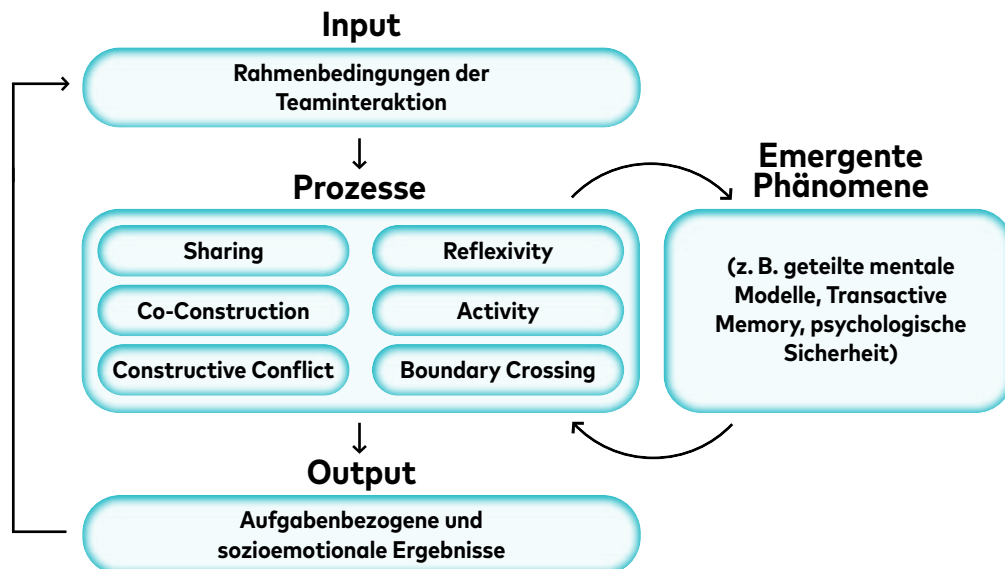 Input
Rahmenbedingungen der
Teaminteraktion
Prozesse
Sharing
Reflexivity
Co-Construction
Activity
Constructive Conflict
Boundary Crossing
Emergente
Phänomene
(z. B. geteilte mentale
Modelle, Transactive
Memory, psychologische
Sicherheit)
Output
Aufgabenbezogene und
sozioemotionale Ergebnisse